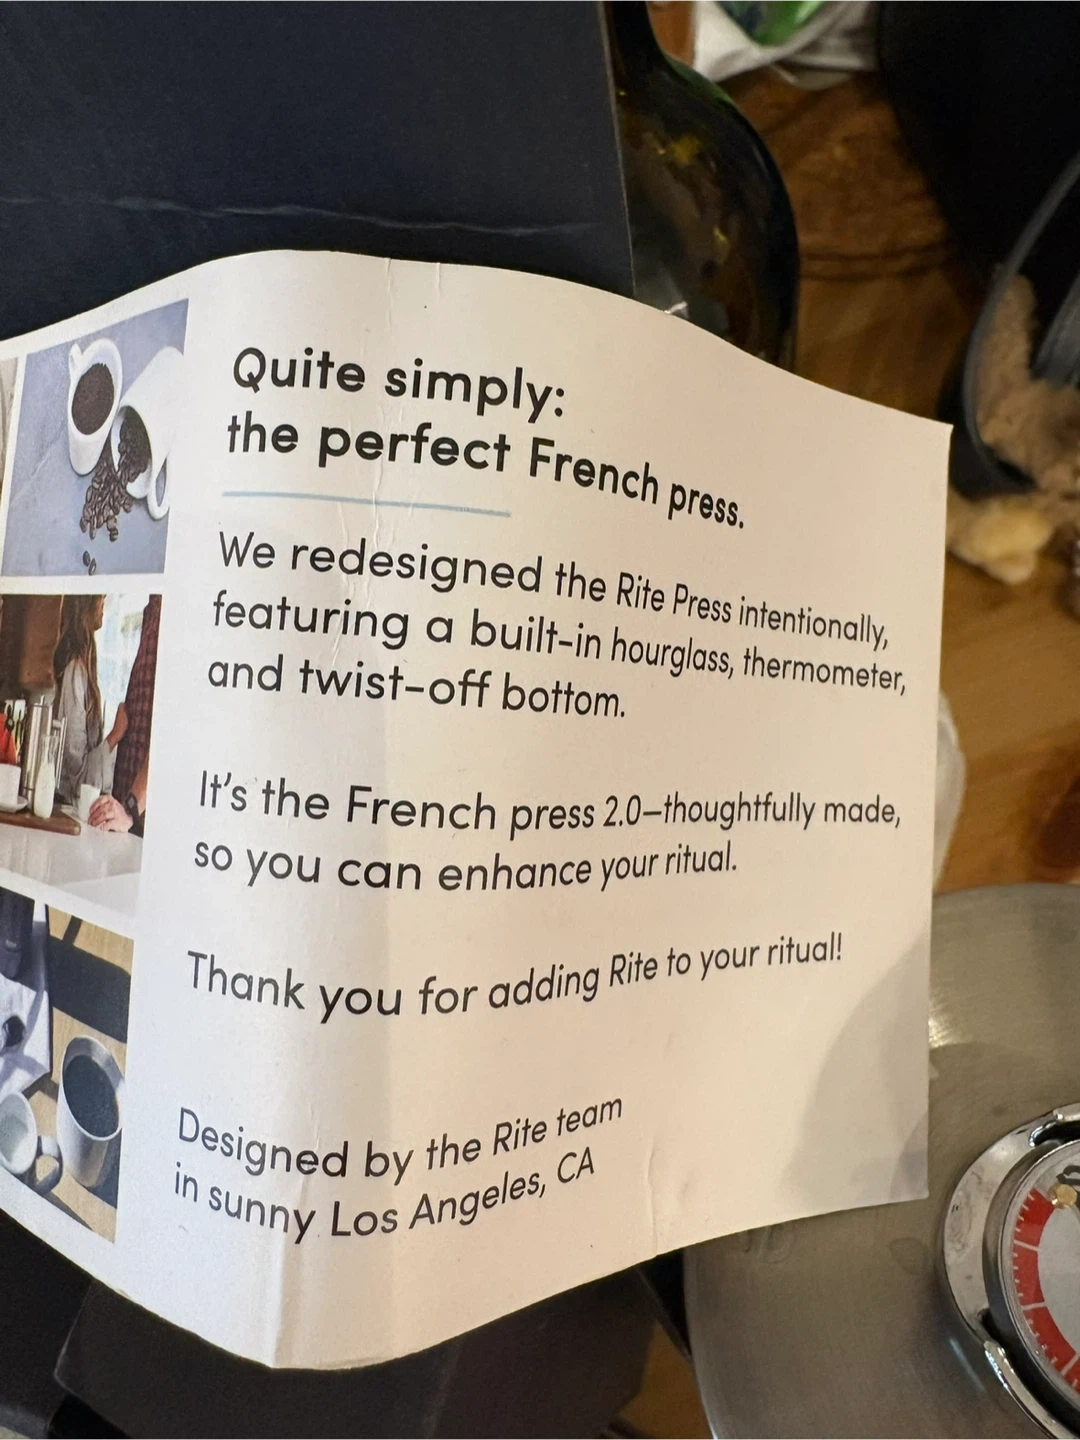 Quite simply:
the perfect French press.
We redesigned the Rite Press intentionally,
featuring a built-in hourglass, thermometer,
and twist-off bottom.
It's the French press 2.0—thoughtfully made,
so you can enhance your ritual.
Thank you for adding Rite to your ritual!
Designed by the Rite team
in sunny Los Angeles, CA